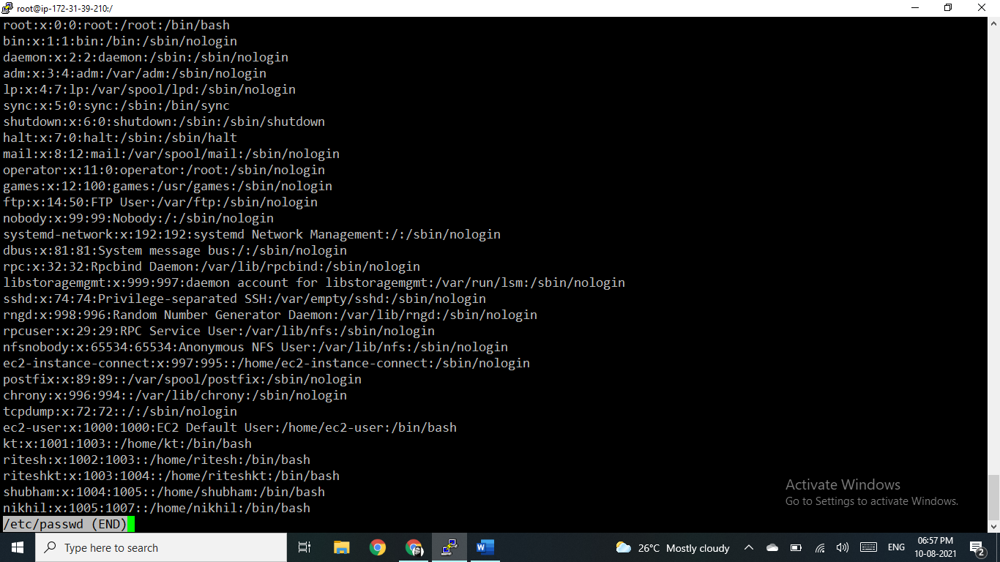 root@ip-172-31-39-210:/
root:x:0:0:root:/root:/bin/bash
bin:x:1:1:bin:/bin:/sbin/nologin
daemon:x:2:2:daemon:/sbin:/sbin/nologin
adm:x:3:4:adm:/var/adm:/sbin/nologin
lp:x:4:7:lp:/var/spool/lpd:/sbin/nologin
sync:x:5:0:sync:/sbin:/bin/sync
shutdown:x:6:0:shutdown:/sbin:/sbin/shutdown
halt:x:7:0:halt:/sbin:/sbin/halt
mail:x:8:12:mail:/var/spool/mail:/sbin/nologin
operator:x:11:0:operator:/root:/sbin/nologin
games:x:12:100:games:/usr/games:/sbin/nologin
ftp:x:14:50:FTP User:/var/ftp:/sbin/nologin
nobody:x:99:99:Nobody:/:/sbin/nologin
systemd-network:x:192:192:systemd Network Management:/:/sbin/nologin
dbus:x:81:81:System message bus:/:/sbin/nologin
rpc:x:32:32:Rpcbind Daemon:/var/lib/rpcbind:/sbin/nologin
libstoragemgmt:x:999:997:daemon account for libstoragemgmt:/var/run/lsm:/sbin/nologin
sshd:x:74:74:Privilege-separated SSH:/var/empty/sshd:/sbin/nologin
rngd:x:998:996:Random Number Generator Daemon:/var/lib/rngd:/sbin/nologin
rpcuser:x:29:29:RPC Service User:/var/lib/nfs:/sbin/nologin
nfsnobody:x:65534:65534:Anonymous NFS User:/var/lib/nfs:/sbin/nologin
ec2-instance-connect:x:997:995::/home/ec2-instance-connect:/sbin/nologin
postfix:x:89:89::/var/spool/postfix:/sbin/nologin
chrony:x:996:994::/var/lib/chrony:/sbin/nologin
tcpdump:x:72:72::/:/sbin/nologin
ec2-user:x:1000:1000:EC2 Default User:/home/ec2-user:/bin/bash
kt:x:1001:1003::/home/kt:/bin/bash
ritesh:x:1002:1003::/home/ritesh:/bin/bash
riteshkt:x:1003:1004::/home/riteshkt:/bin/bash
shubham:x:1004:1005::/home/shubham:/bin/bash
nikhil:x:1005:1007::/home/nikhil:/bin/bash
/etc/passwd (END)
Activate Windows
Go to Settings to activate Windows.
Type here to search
26°C Mostly cloudy
ENG
06:57 PM
10-08-2021
2